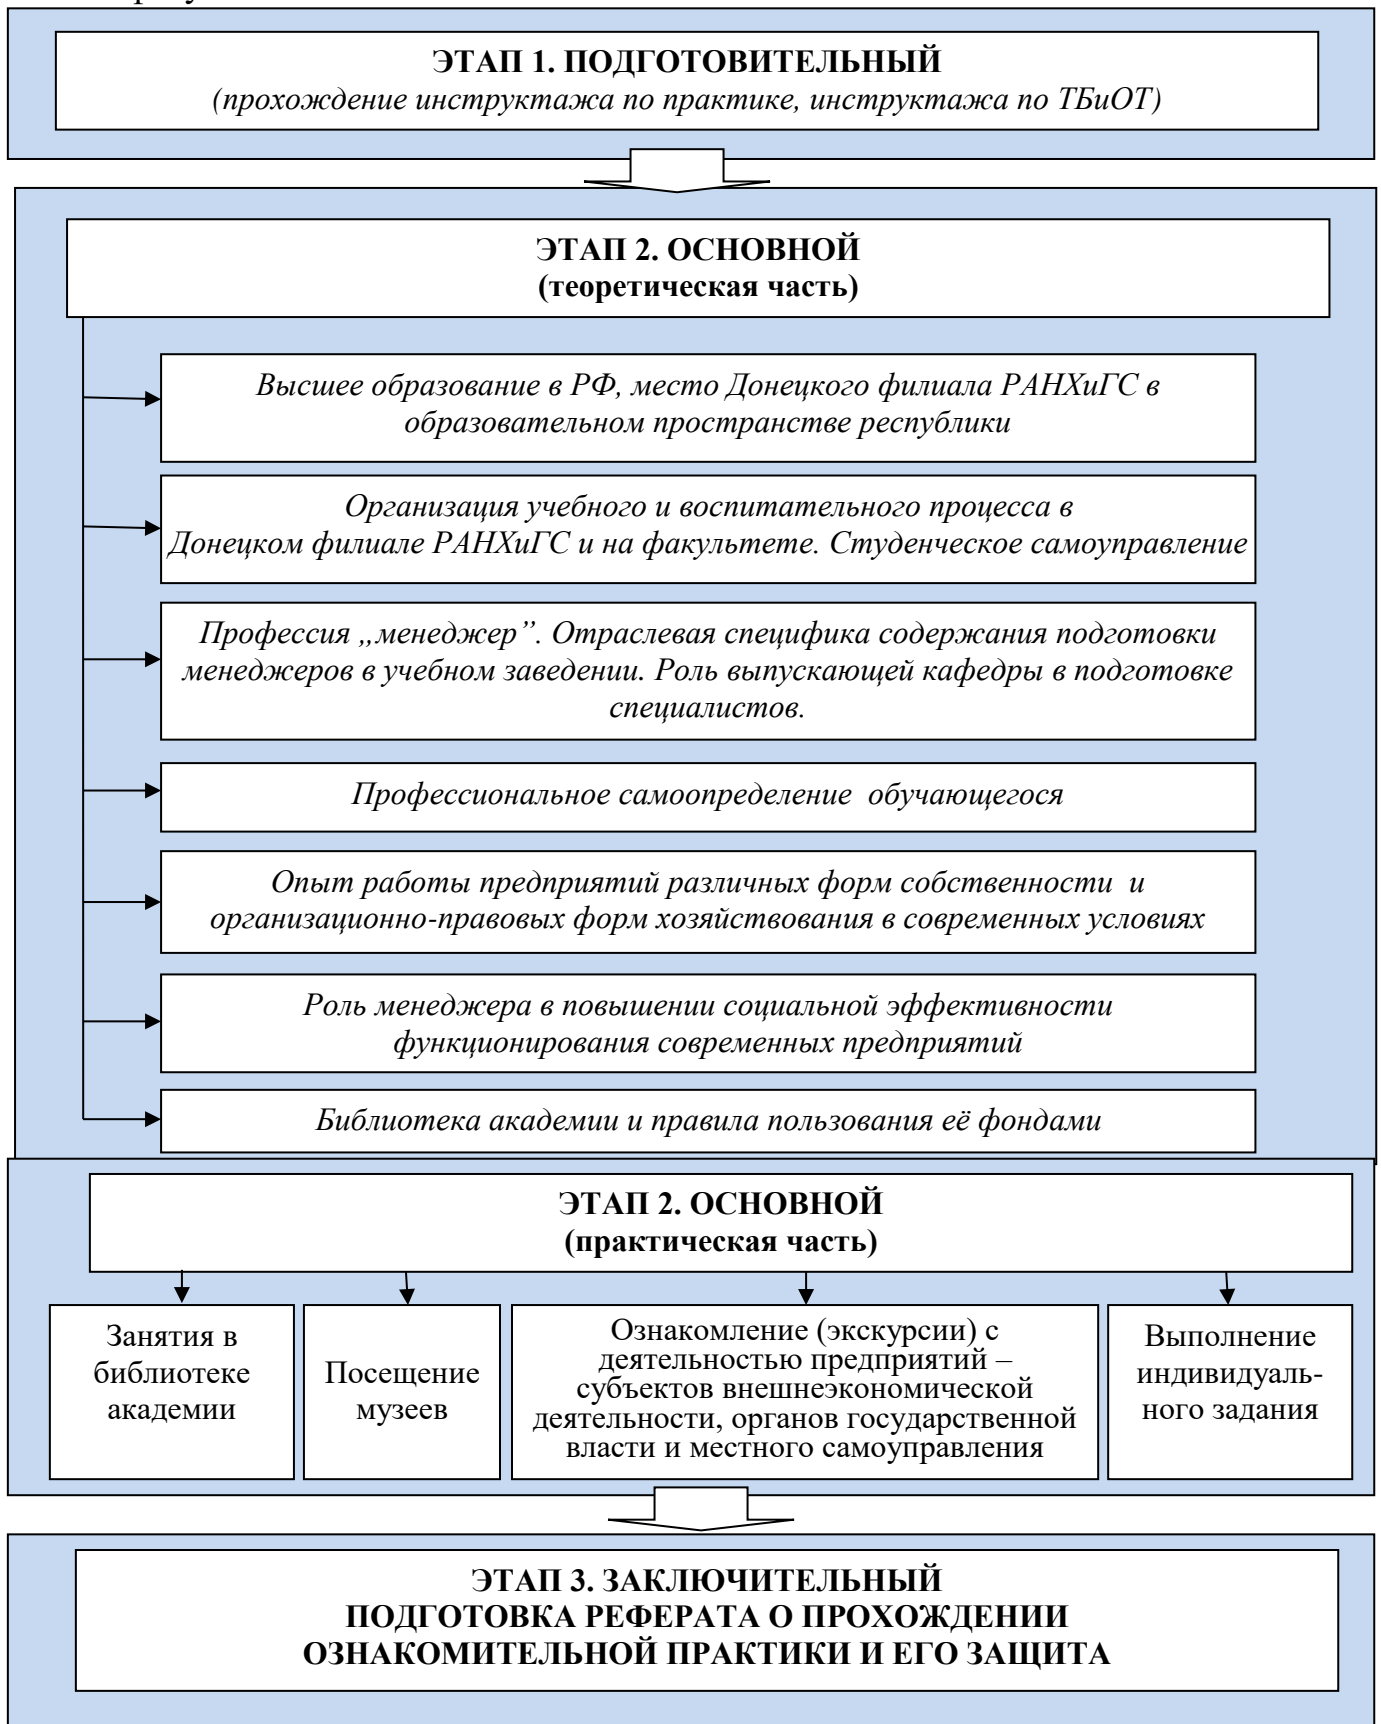 ЭТАП 1. ПОДГОТОВИТЕЛЬНЫЙ
(прохождение инструктажа по практике, инструктажа по ТБиОТ)
ЭТАП 2. ОСНОВНОЙ
(теоретическая часть)
Высшее образование в РФ, место Донецкого филиала РАНХиГС в
образовательном пространстве республики
Организация учебного и воспитательного процесса в
Донецком филиале РАНХиГС и на факультете. Студенческое самоуправление
Профессия „менеджер”. Отраслевая специфика содержания подготовки
менеджеров в учебном заведении. Роль выпускающей кафедры в подготовке
специалистов.
Профессиональное самоопределение обучающегося
Опыт работы предприятий различных форм собственности и
организационно-правовых форм хозяйствования в современных условиях
Роль менеджера в повышении социальной эффективности
функционирования современных предприятий
Библиотека академии и правила пользования её фондами
ЭТАП 2. ОСНОВНОЙ
(практическая часть)
Занятия в
библиотеке
академии
Посещение
музеев
Ознакомление (экскурсии) с
деятельностью предприятий –
субъектов внешнеэкономической
деятельности, органов государственной
власти и местного самоуправления
Выполнение
индивидуаль-
ного задания
ЭТАП 3. ЗАКЛЮЧИТЕЛЬНЫЙ
ПОДГОТОВКА РЕФЕРАТА О ПРОХОЖДЕНИИ
ОЗНАКОМИТЕЛЬНОЙ ПРАКТИКИ И ЕГО ЗАЩИТА